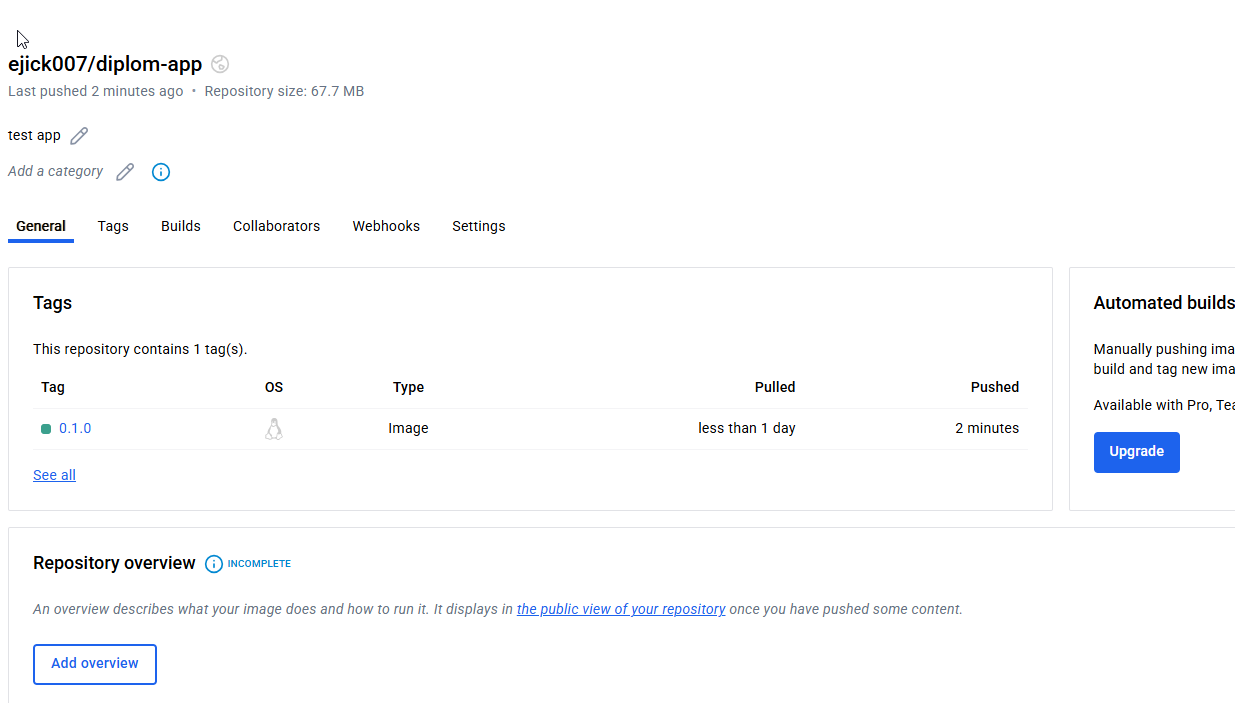 ejick007/diplom-app
Last pushed 2 minutes ago • Repository size: 67.7 MB
test app
Add a category
General Tags Builds Collaborators Webhooks Settings
Tags
This repository contains 1 tag(s).
Tag OS Type Pulled Pushed
0.1.0 Image less than 1 day 2 minutes
See all
Automated builds
Manually pushing ima
build and tag new ima
Available with Pro, Tea
Upgrade
Repository overview INCOMPLETE
An overview describes what your image does and how to run it. It displays in the public view of your repository once you have pushed some content.
Add overview